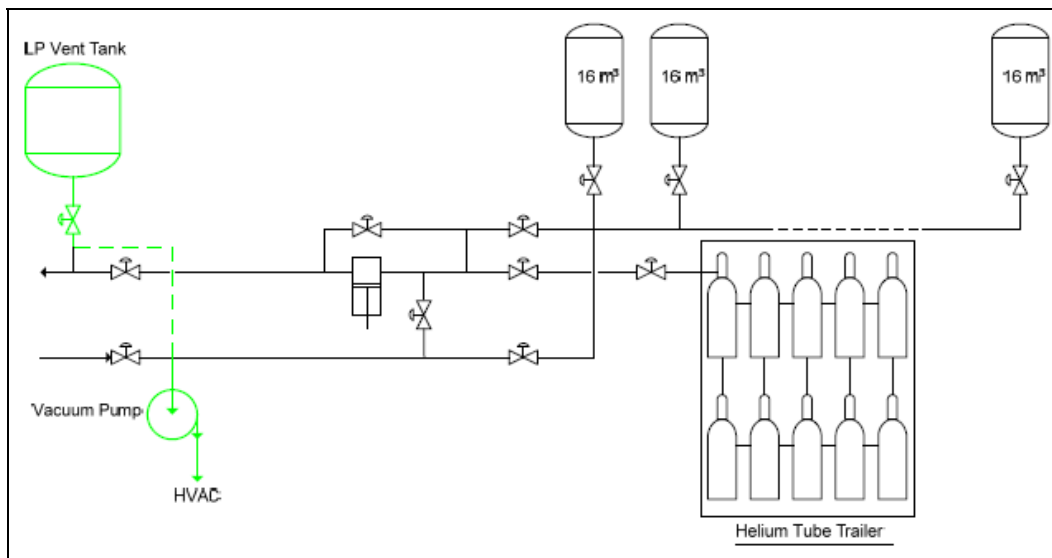 LP Vent Tank
16 m³
16 m³
16 m³
Vacuum Pump
HVAC
Helium Tube Trailer